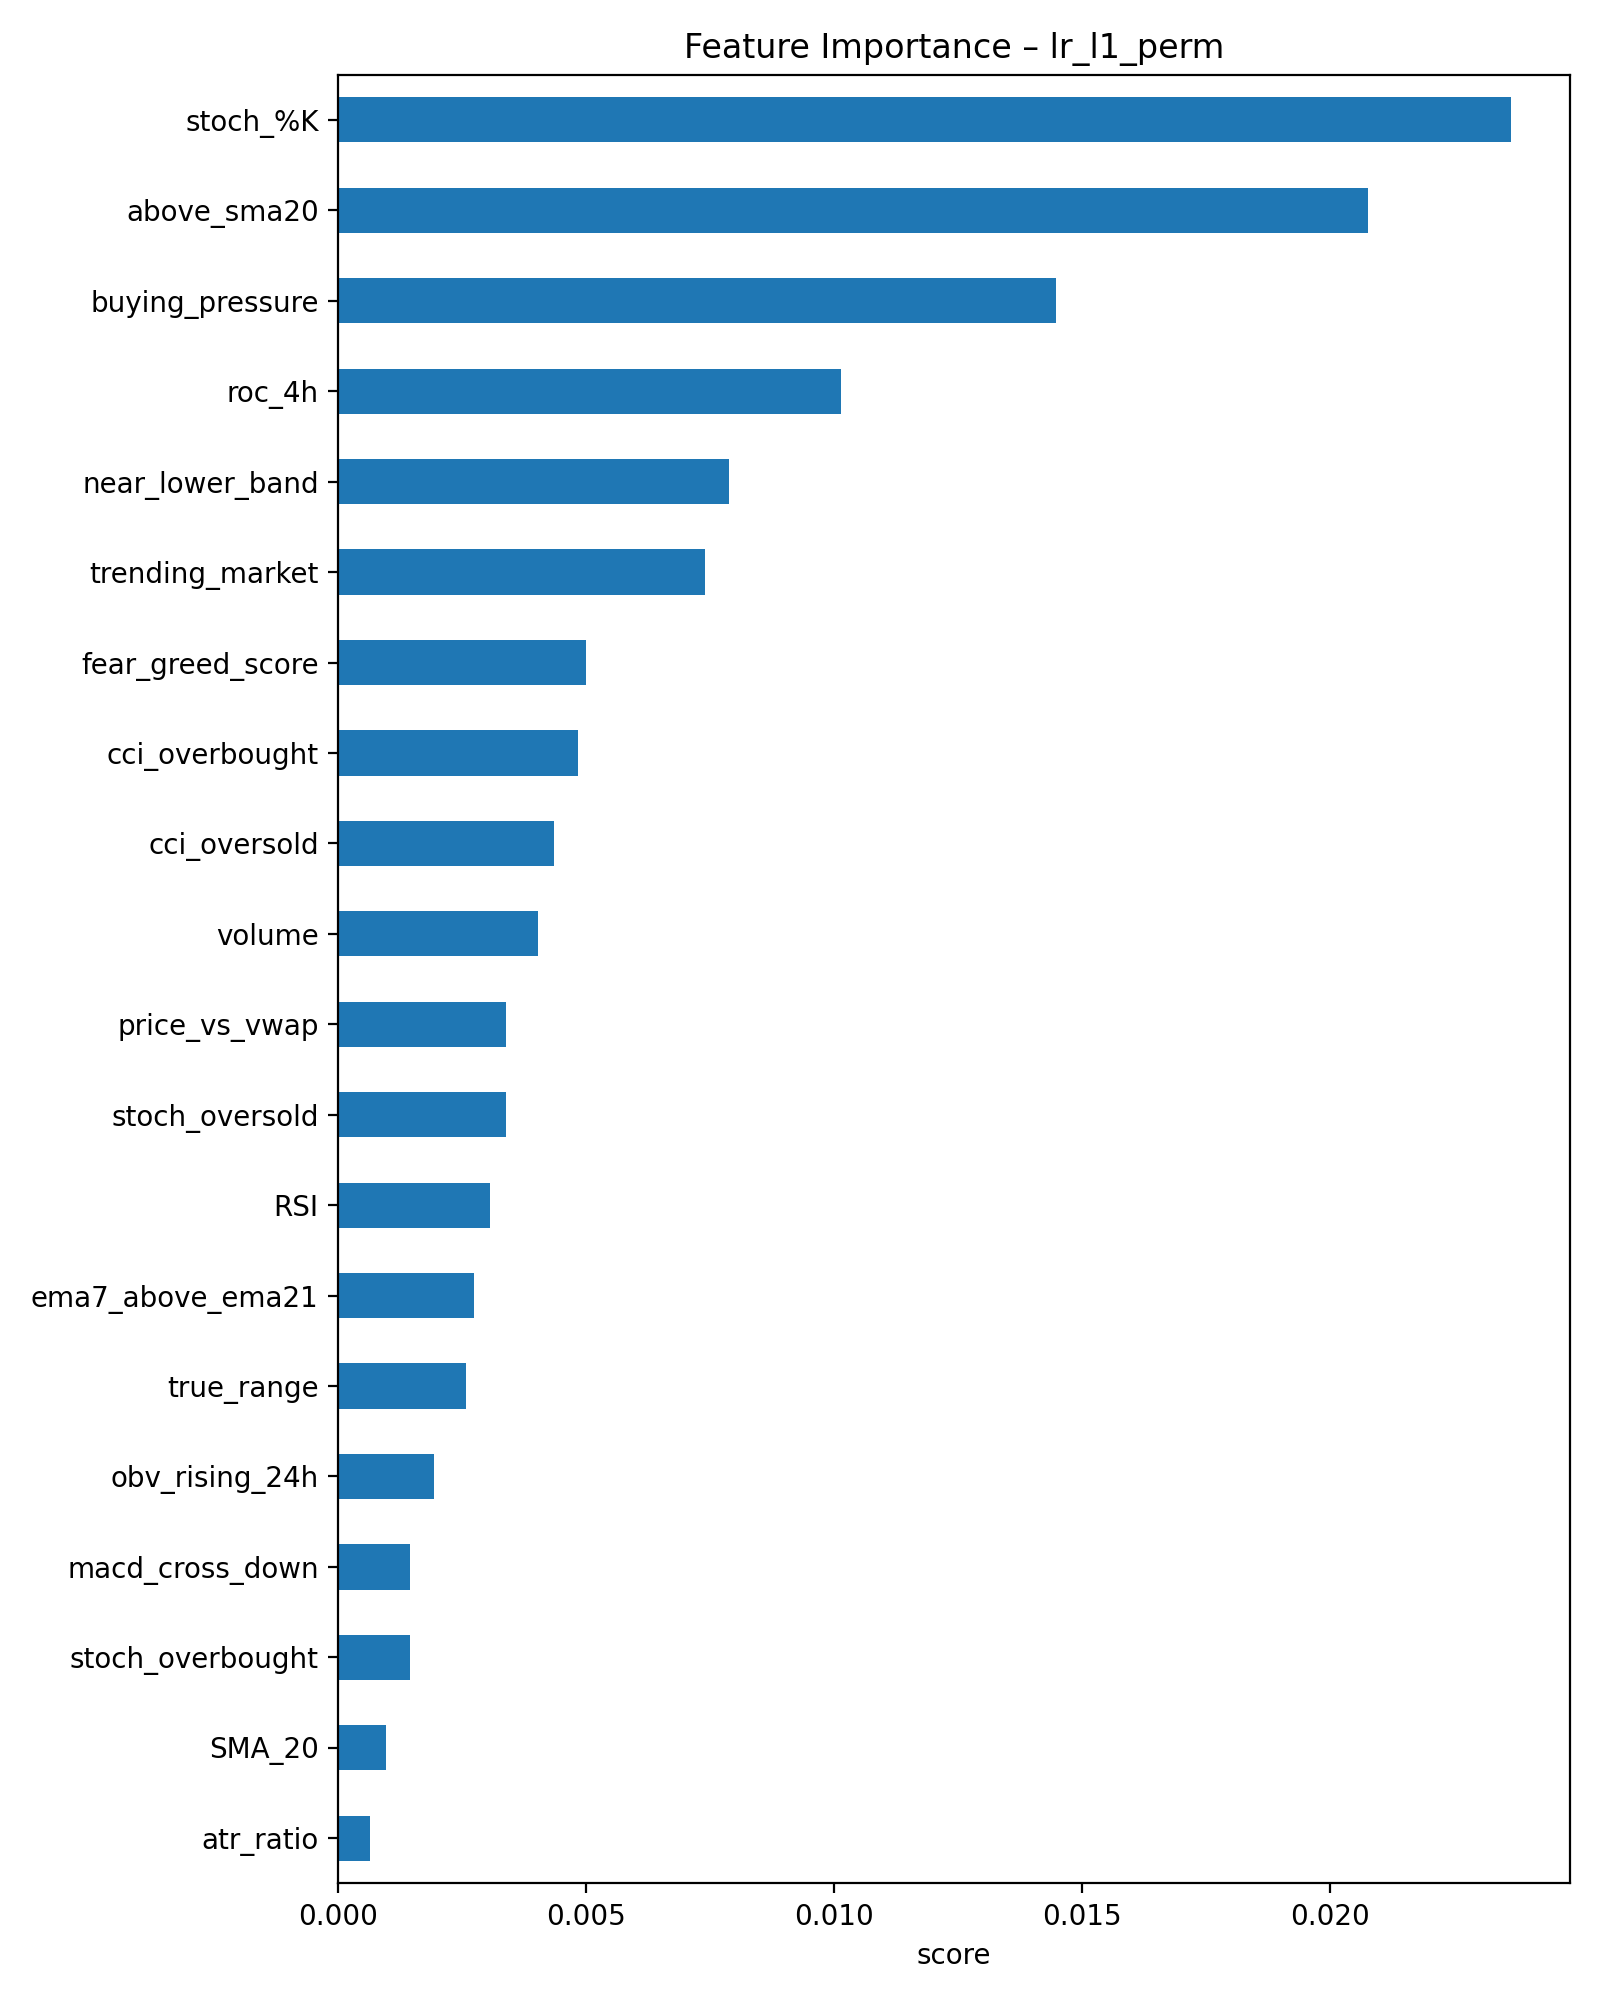 Feature Importance – lr_l1_perm
stoch_%K
above_sma20
buying_pressure
roc_4h
near_lower_band
trending_market
fear_greed_score
cci_overbought
cci_oversold
volume
price_vs_vwap
stoch_oversold
RSI
ema7_above_ema21
true_range
obv_rising_24h
macd_cross_down
stoch_overbought
SMA_20
atr_ratio
0.000 0.005 0.010 0.015 0.020
score